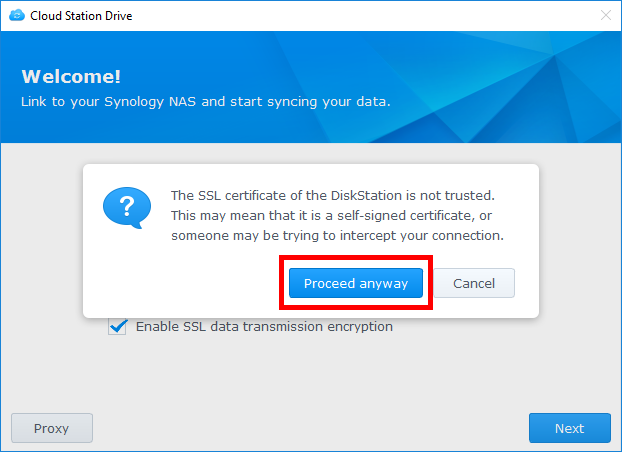 Cloud Station Drive
Welcome!
Link to your Synology NAS and start syncing your data.
?
The SSL certificate of the DiskStation is not trusted.
This may mean that it is a self-signed certificate, or
someone may be trying to intercept your connection.
Proceed anyway
Cancel
Enable SSL data transmission encryption
Proxy
Next